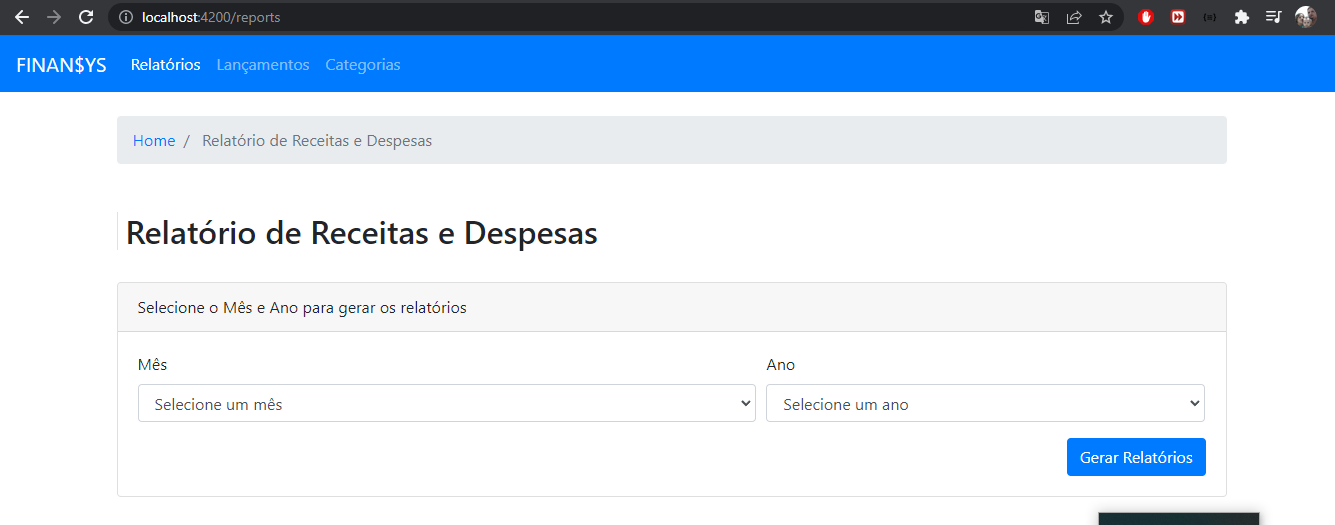 localhost:4200/reports
FINAN$YS Relatórios Lançamentos Categorias
Home / Relatório de Receitas e Despesas
Relatório de Receitas e Despesas
Selecione o Mês e Ano para gerar os relatórios
Mês Ano
Selecione um mês Selecione um ano
Gerar Relatórios